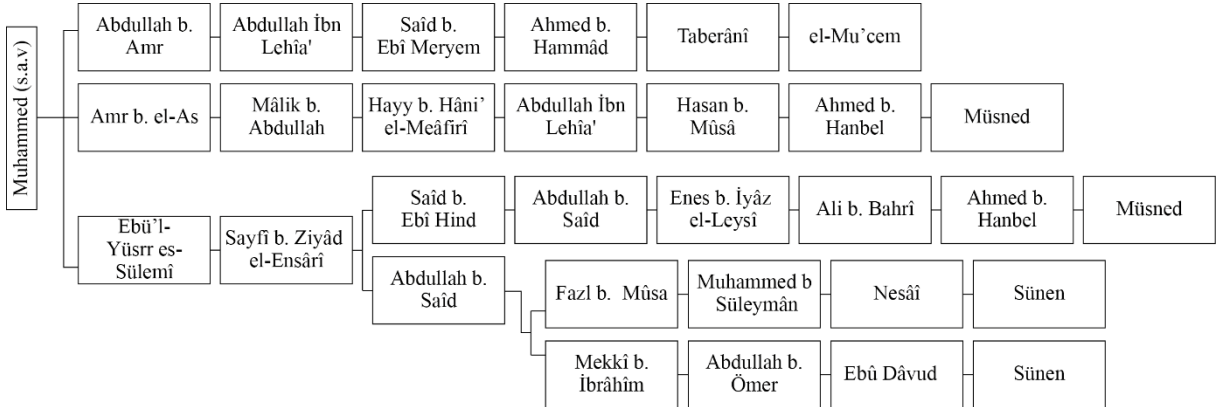 Muhammed (s.a.v)
Abdullah b.
Amr
Abdullah İbn
Lehîa'
Saîd b.
Ebî Meryem
Ahmed b.
Hammâd
Taberânî
el-Mu’cem
Amr b. el-As
Mâlik b.
Abdullah
Hayy b. Hâni’
el-Meâfirî
Abdullah İbn
Lehîa'
Hasan b.
Mûsâ
Ahmed b.
Hanbel
Müsned
Ebü’l-
Yüsrr es-
Sülemî
Sayfî b. Ziyâd
el-Ensârî
Saîd b.
Ebî Hind
Abdullah b.
Saîd
Enes b. İyâz
el-Leysî
Ali b. Bahrî
Ahmed b.
Hanbel
Müsned
Abdullah b.
Saîd
Fazl b. Mûsa
Muhammed b
Süleymân
Nesâî
Sünen
Mekkî b.
İbrâhîm
Abdullah b.
Ömer
Ebû Dâvud
Sünen